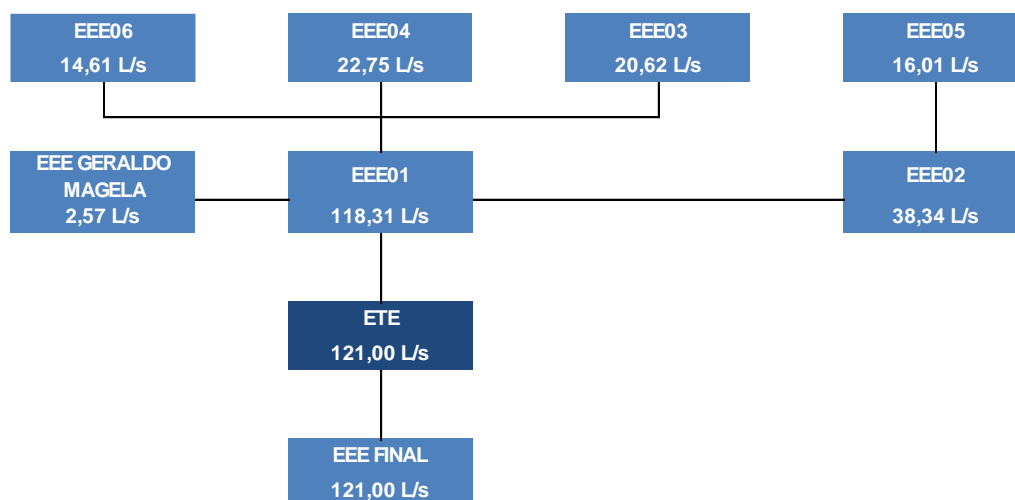 EEE06
14,61 L/s
EEE04
22,75 L/s
EEE03
20,62 L/s
EEE05
16,01 L/s
EEE GERALDO
MAGELA
2,57 L/s
EEE01
118,31 L/s
EEE02
38,34 L/s
ETE
121,00 L/s
EEE FINAL
121,00 L/s